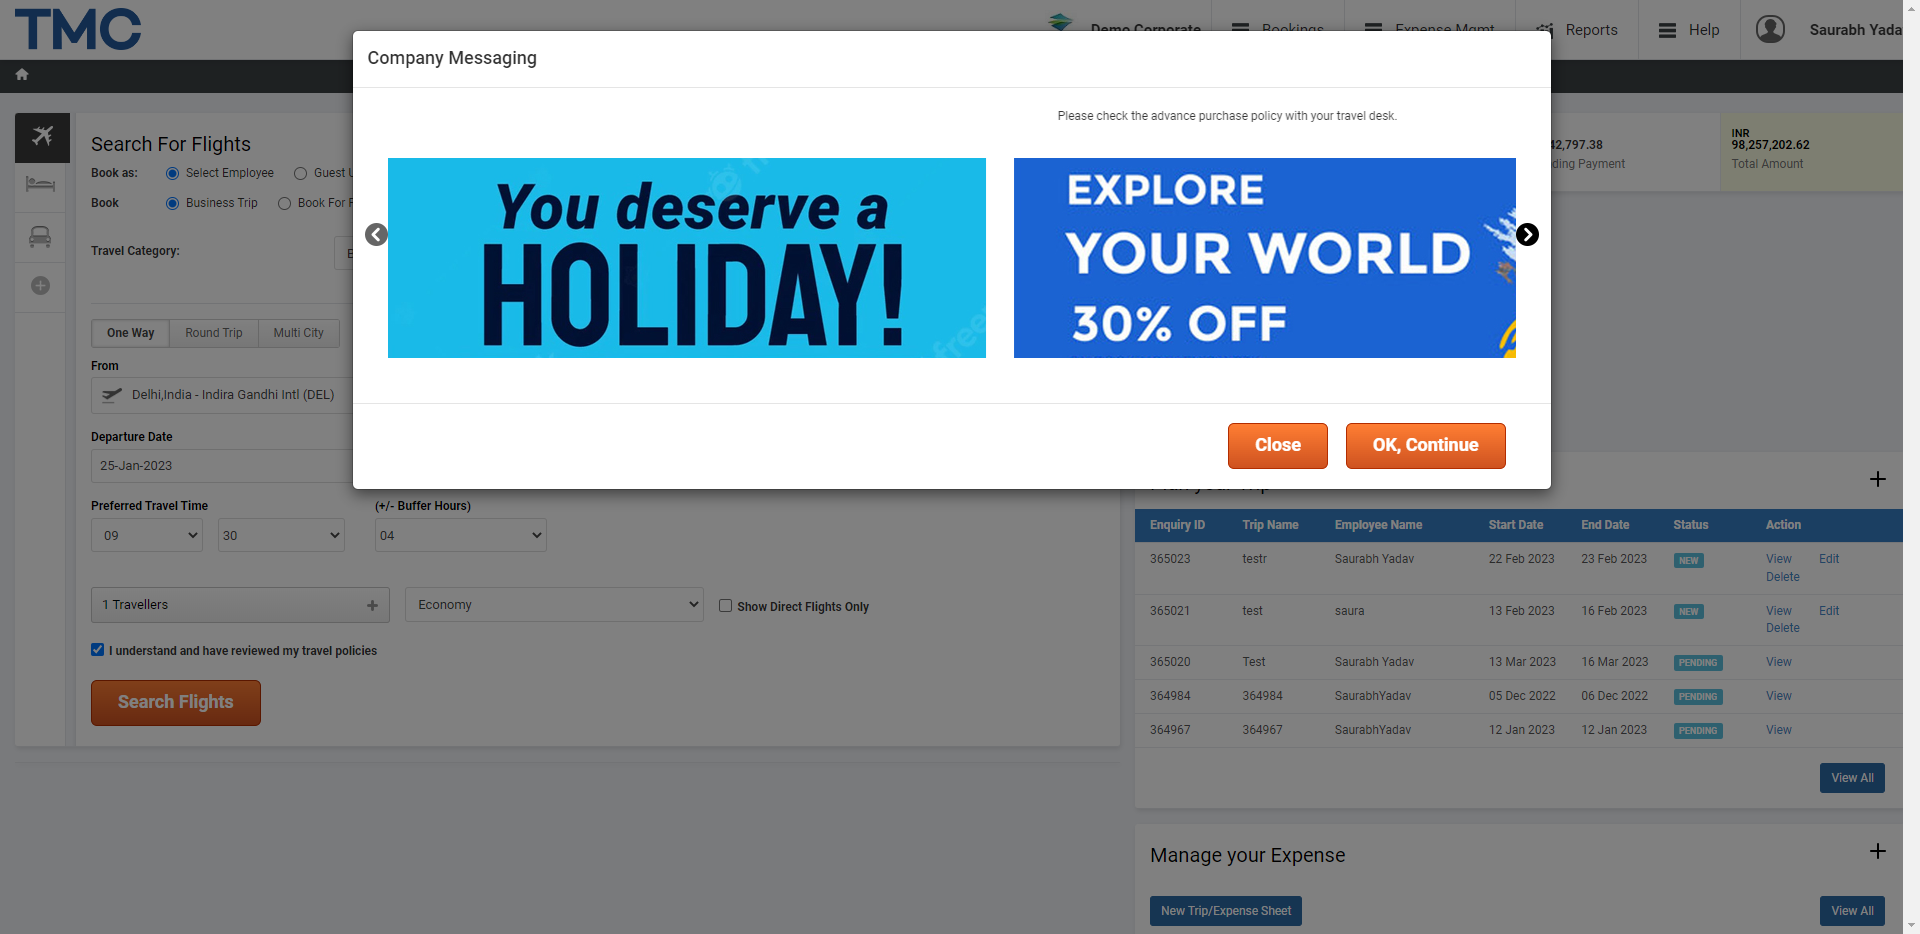 TMC
Demo Corporate
Bookings
Expense Mgmt
Reports
Help
Saurabh Yada
Company Messaging
Please check the advance purchase policy with your travel desk.
You deserve a
HOLIDAY!
EXPLORE
YOUR WORLD
30% OFF
Close
OK, Continue
Search For Flights
Book as:
Select Employee
Guest
Book
Business Trip
Book For
Travel Category:
One Way
Round Trip
Multi City
From
Delhi,India - Indira Gandhi Intl (DEL)
Departure Date
25-Jan-2023
Preferred Travel Time
(+/- Buffer Hours)
09
30
04
1 Travellers
Economy
Show Direct Flights Only
I understand and have reviewed my travel policies
Search Flights
42,797.38
ding Payment
INR
98,257,202.62
Total Amount
Enquiry ID Trip Name Employee Name Start Date End Date Status Action
365023 testr Saurabh Yadav 22 Feb 2023 23 Feb 2023 NEW View Edit
Delete
365021 test saura 13 Feb 2023 16 Feb 2023 NEW View Edit
Delete
365020 Test Saurabh Yadav 13 Mar 2023 16 Mar 2023 PENDING View
364984 364984 SaurabhYadav 05 Dec 2022 06 Dec 2022 PENDING View
364967 364967 SaurabhYadav 12 Jan 2023 12 Jan 2023 PENDING View
View All
Manage your Expense
New Trip/Expense Sheet
View All